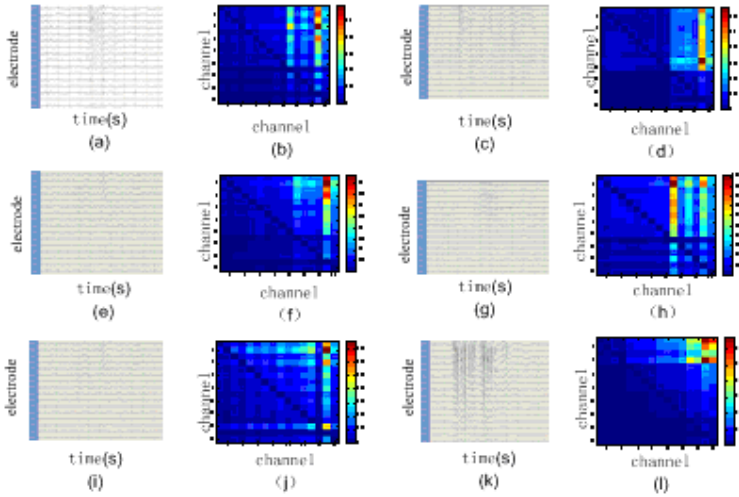 electrode
time(s)
(a)
channel
channel
(b)
electrode
time(s)
(c)
channel
channel
(d)
electrode
time(s)
(e)
channel
channel
(f)
electrode
time(s)
(g)
channel
channel
(h)
electrode
time(s)
(i)
channel
channel
(j)
electrode
time(s)
(k)
channel
channel
(l)